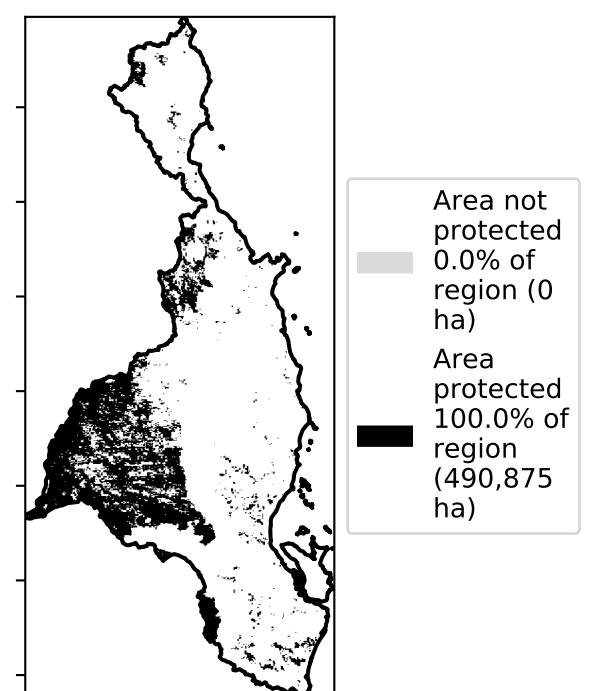 Area not
protected
0.0% of
region (0
ha)
Area
protected
100.0% of
region
(490,875
ha)